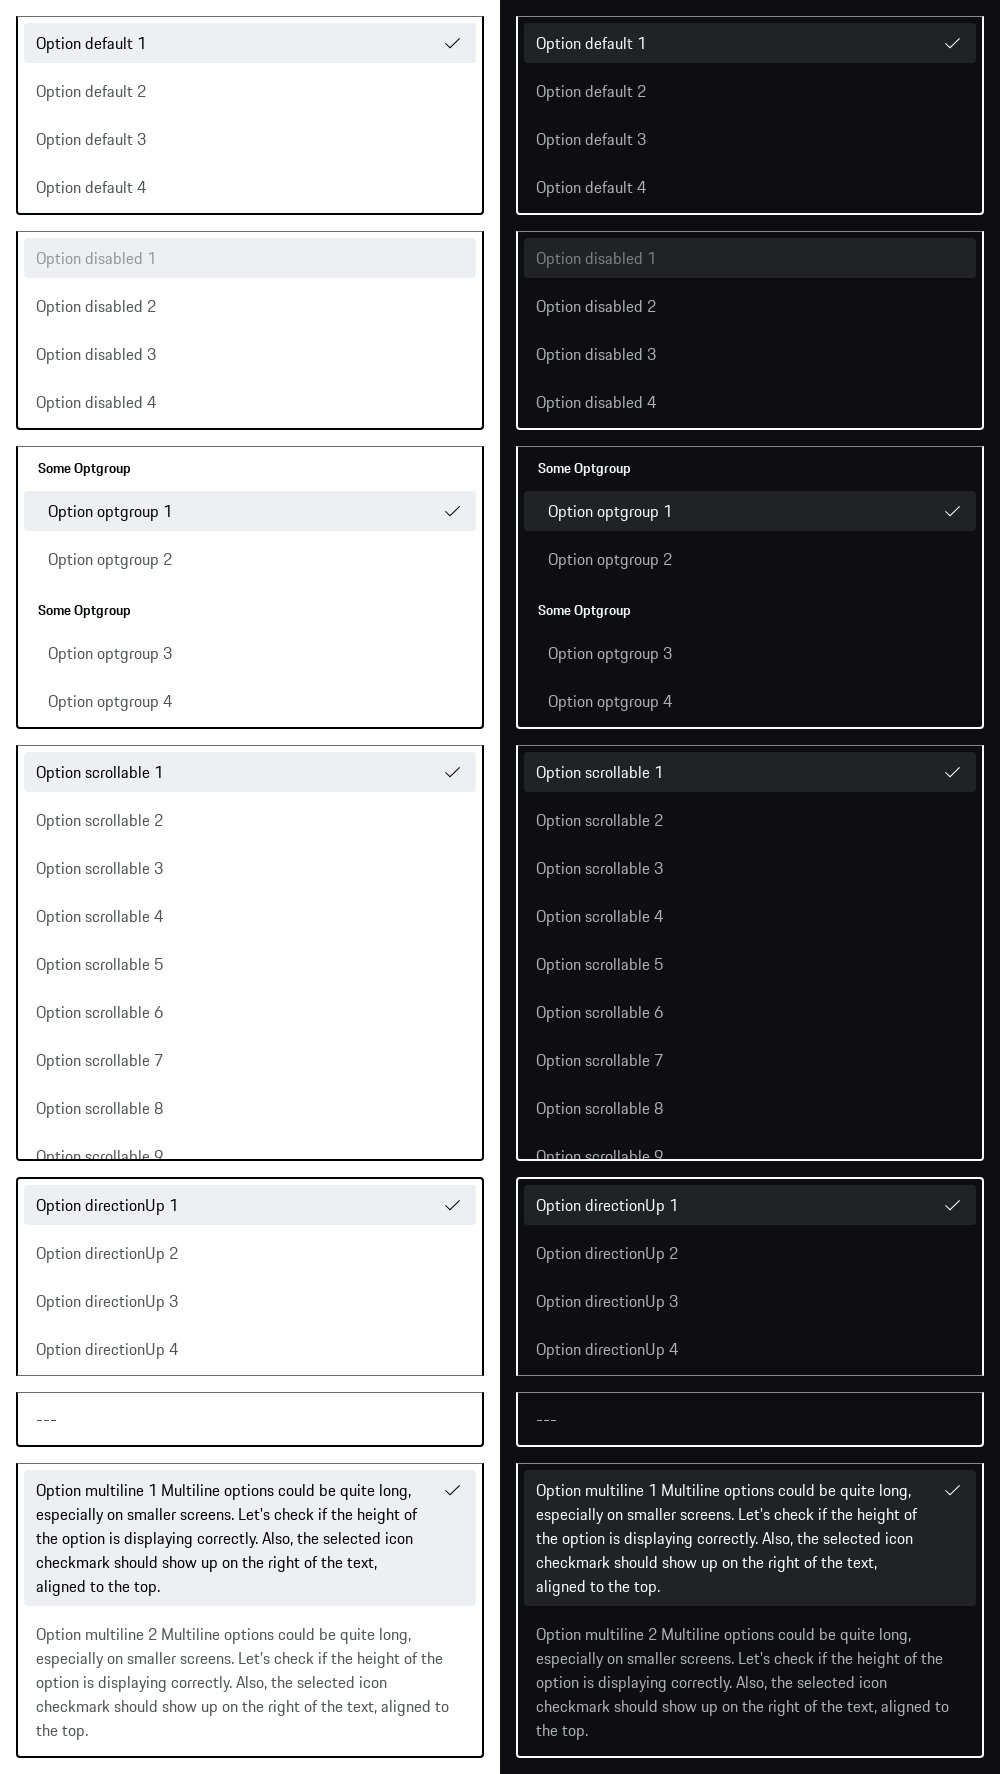 Option default 1
Option default 2
Option default 3
Option default 4
Option disabled 1
Option disabled 2
Option disabled 3
Option disabled 4
Some Optgroup
Option optgroup 1
Option optgroup 2
Some Optgroup
Option optgroup 3
Option optgroup 4
Option scrollable 1
Option scrollable 2
Option scrollable 3
Option scrollable 4
Option scrollable 5
Option scrollable 6
Option scrollable 7
Option scrollable 8
Option scrollable 9
Option directionUp 1
Option directionUp 2
Option directionUp 3
Option directionUp 4
---
Option multiline 1 Multiline options could be quite long,
especially on smaller screens. Let's check if the height of
the option is displaying correctly. Also, the selected icon
checkmark should show up on the right of the text,
aligned to the top.
Option multiline 2 Multiline options could be quite long,
especially on smaller screens. Let's check if the height of the
option is displaying correctly. Also, the selected icon
checkmark should show up on the right of the text, aligned to
the top.
Option default 1
Option default 2
Option default 3
Option default 4
Option disabled 1
Option disabled 2
Option disabled 3
Option disabled 4
Some Optgroup
Option optgroup 1
Option optgroup 2
Some Optgroup
Option optgroup 3
Option optgroup 4
Option scrollable 1
Option scrollable 2
Option scrollable 3
Option scrollable 4
Option scrollable 5
Option scrollable 6
Option scrollable 7
Option scrollable 8
Option scrollable 9
Option directionUp 1
Option directionUp 2
Option directionUp 3
Option directionUp 4
---
Option multiline 1 Multiline options could be quite long,
especially on smaller screens. Let's check if the height of
the option is displaying correctly. Also, the selected icon
checkmark should show up on the right of the text,
aligned to the top.
Option multiline 2 Multiline options could be quite long,
especially on smaller screens. Let's check if the height of the
option is displaying correctly. Also, the selected icon
checkmark should show up on the right of the text, aligned to
the top.